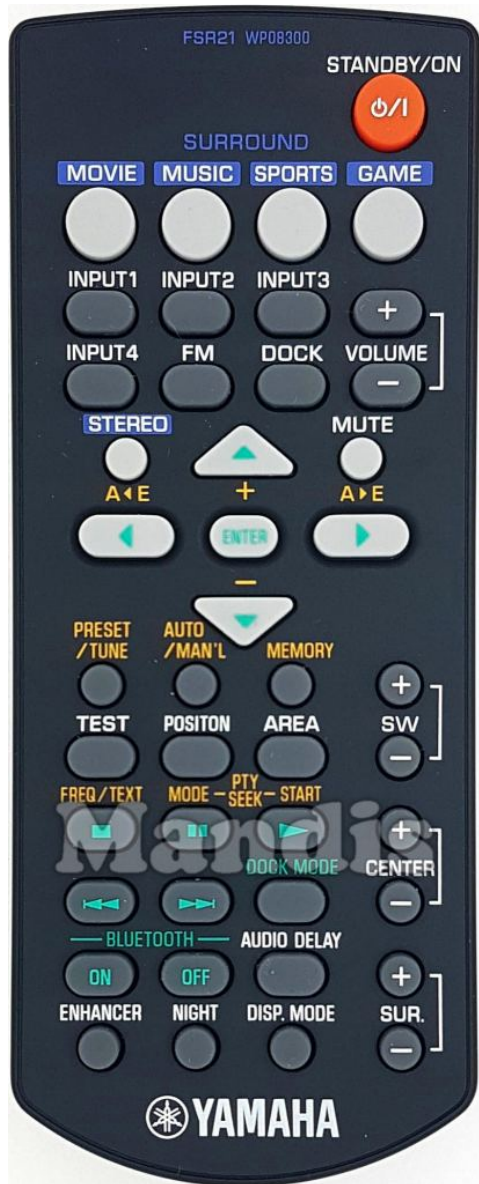 FSR21 WP08300
STANDBY/ON
⏻/I
SURROUND
MOVIE MUSIC SPORTS GAME
INPUT1 INPUT2 INPUT3
+
INPUT4 FM DOCK VOLUME
−
STEREO MUTE
A◂E + A▸E
ENTER
−
PRESET
/TUNE
AUTO
/MAN'L
MEMORY
+
TEST POSITON AREA SW
−
FREQ/TEXT MODE – PTY
SEEK – START
Mandis
+
DOCK MODE CENTER
−
BLUETOOTH AUDIO DELAY
ON OFF +
ENHANCER NIGHT DISP. MODE SUR.
−
YAMAHA